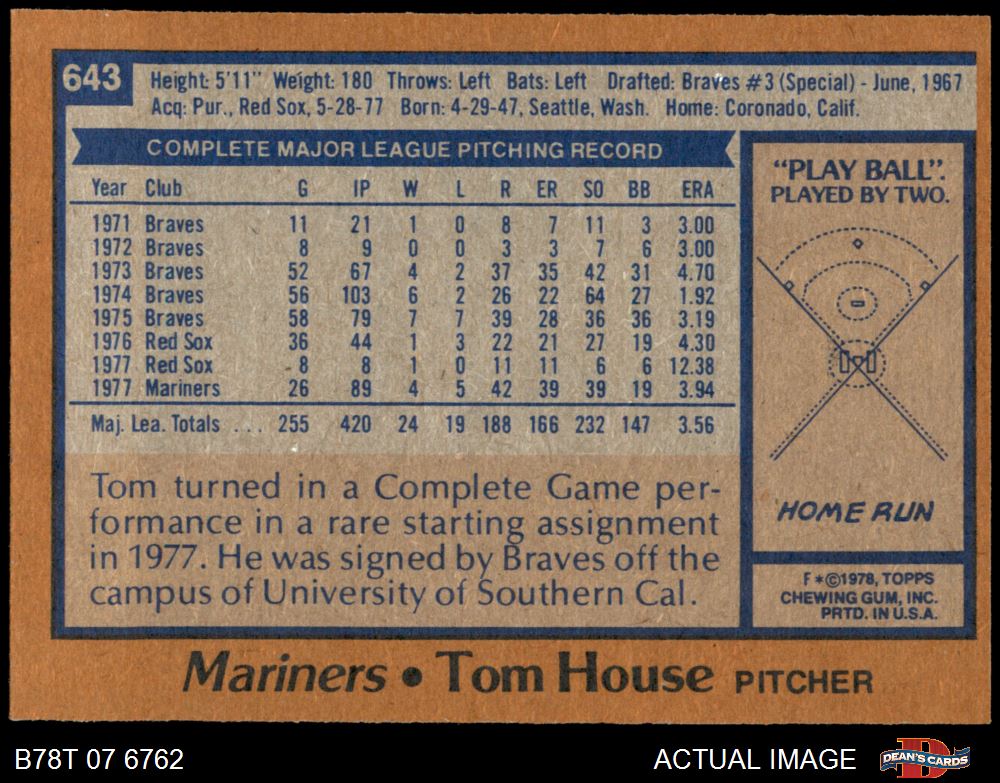 643
Height: 5'11" Weight: 180 Throws: Left Bats: Left Drafted: Braves #3 (Special) - June, 1967
Acq: Pur., Red Sox, 5-28-77 Born: 4-29-47, Seattle, Wash. Home: Coronado, Calif.
COMPLETE MAJOR LEAGUE PITCHING RECORD
Year Club G IP W L R ER SO BB ERA
1971 Braves 11 21 1 0 8 7 11 3 3.00
1972 Braves 8 9 0 0 3 3 7 6 3.00
1973 Braves 52 67 4 2 37 35 42 31 4.70
1974 Braves 56 103 6 2 26 22 64 27 1.92
1975 Braves 58 79 7 7 39 28 36 36 3.19
1976 Red Sox 36 44 1 3 22 21 27 19 4.30
1977 Red Sox 8 8 1 0 11 11 6 6 12.38
1977 Mariners 26 89 4 5 42 39 39 19 3.94
Maj. Lea. Totals . . . 255 420 24 19 188 166 232 147 3.56
Tom turned in a Complete Game per-
formance in a rare starting assignment
in 1977. He was signed by Braves off the
campus of University of Southern Cal.
"PLAY BALL".
PLAYED BY TWO.
HOME RUN
F*©1978, TOPPS
CHEWING GUM, INC.
PRTD. IN U.S.A.
Mariners • Tom House PITCHER
B78T 07 6762
ACTUAL IMAGE
D
DEAN'S CARDS